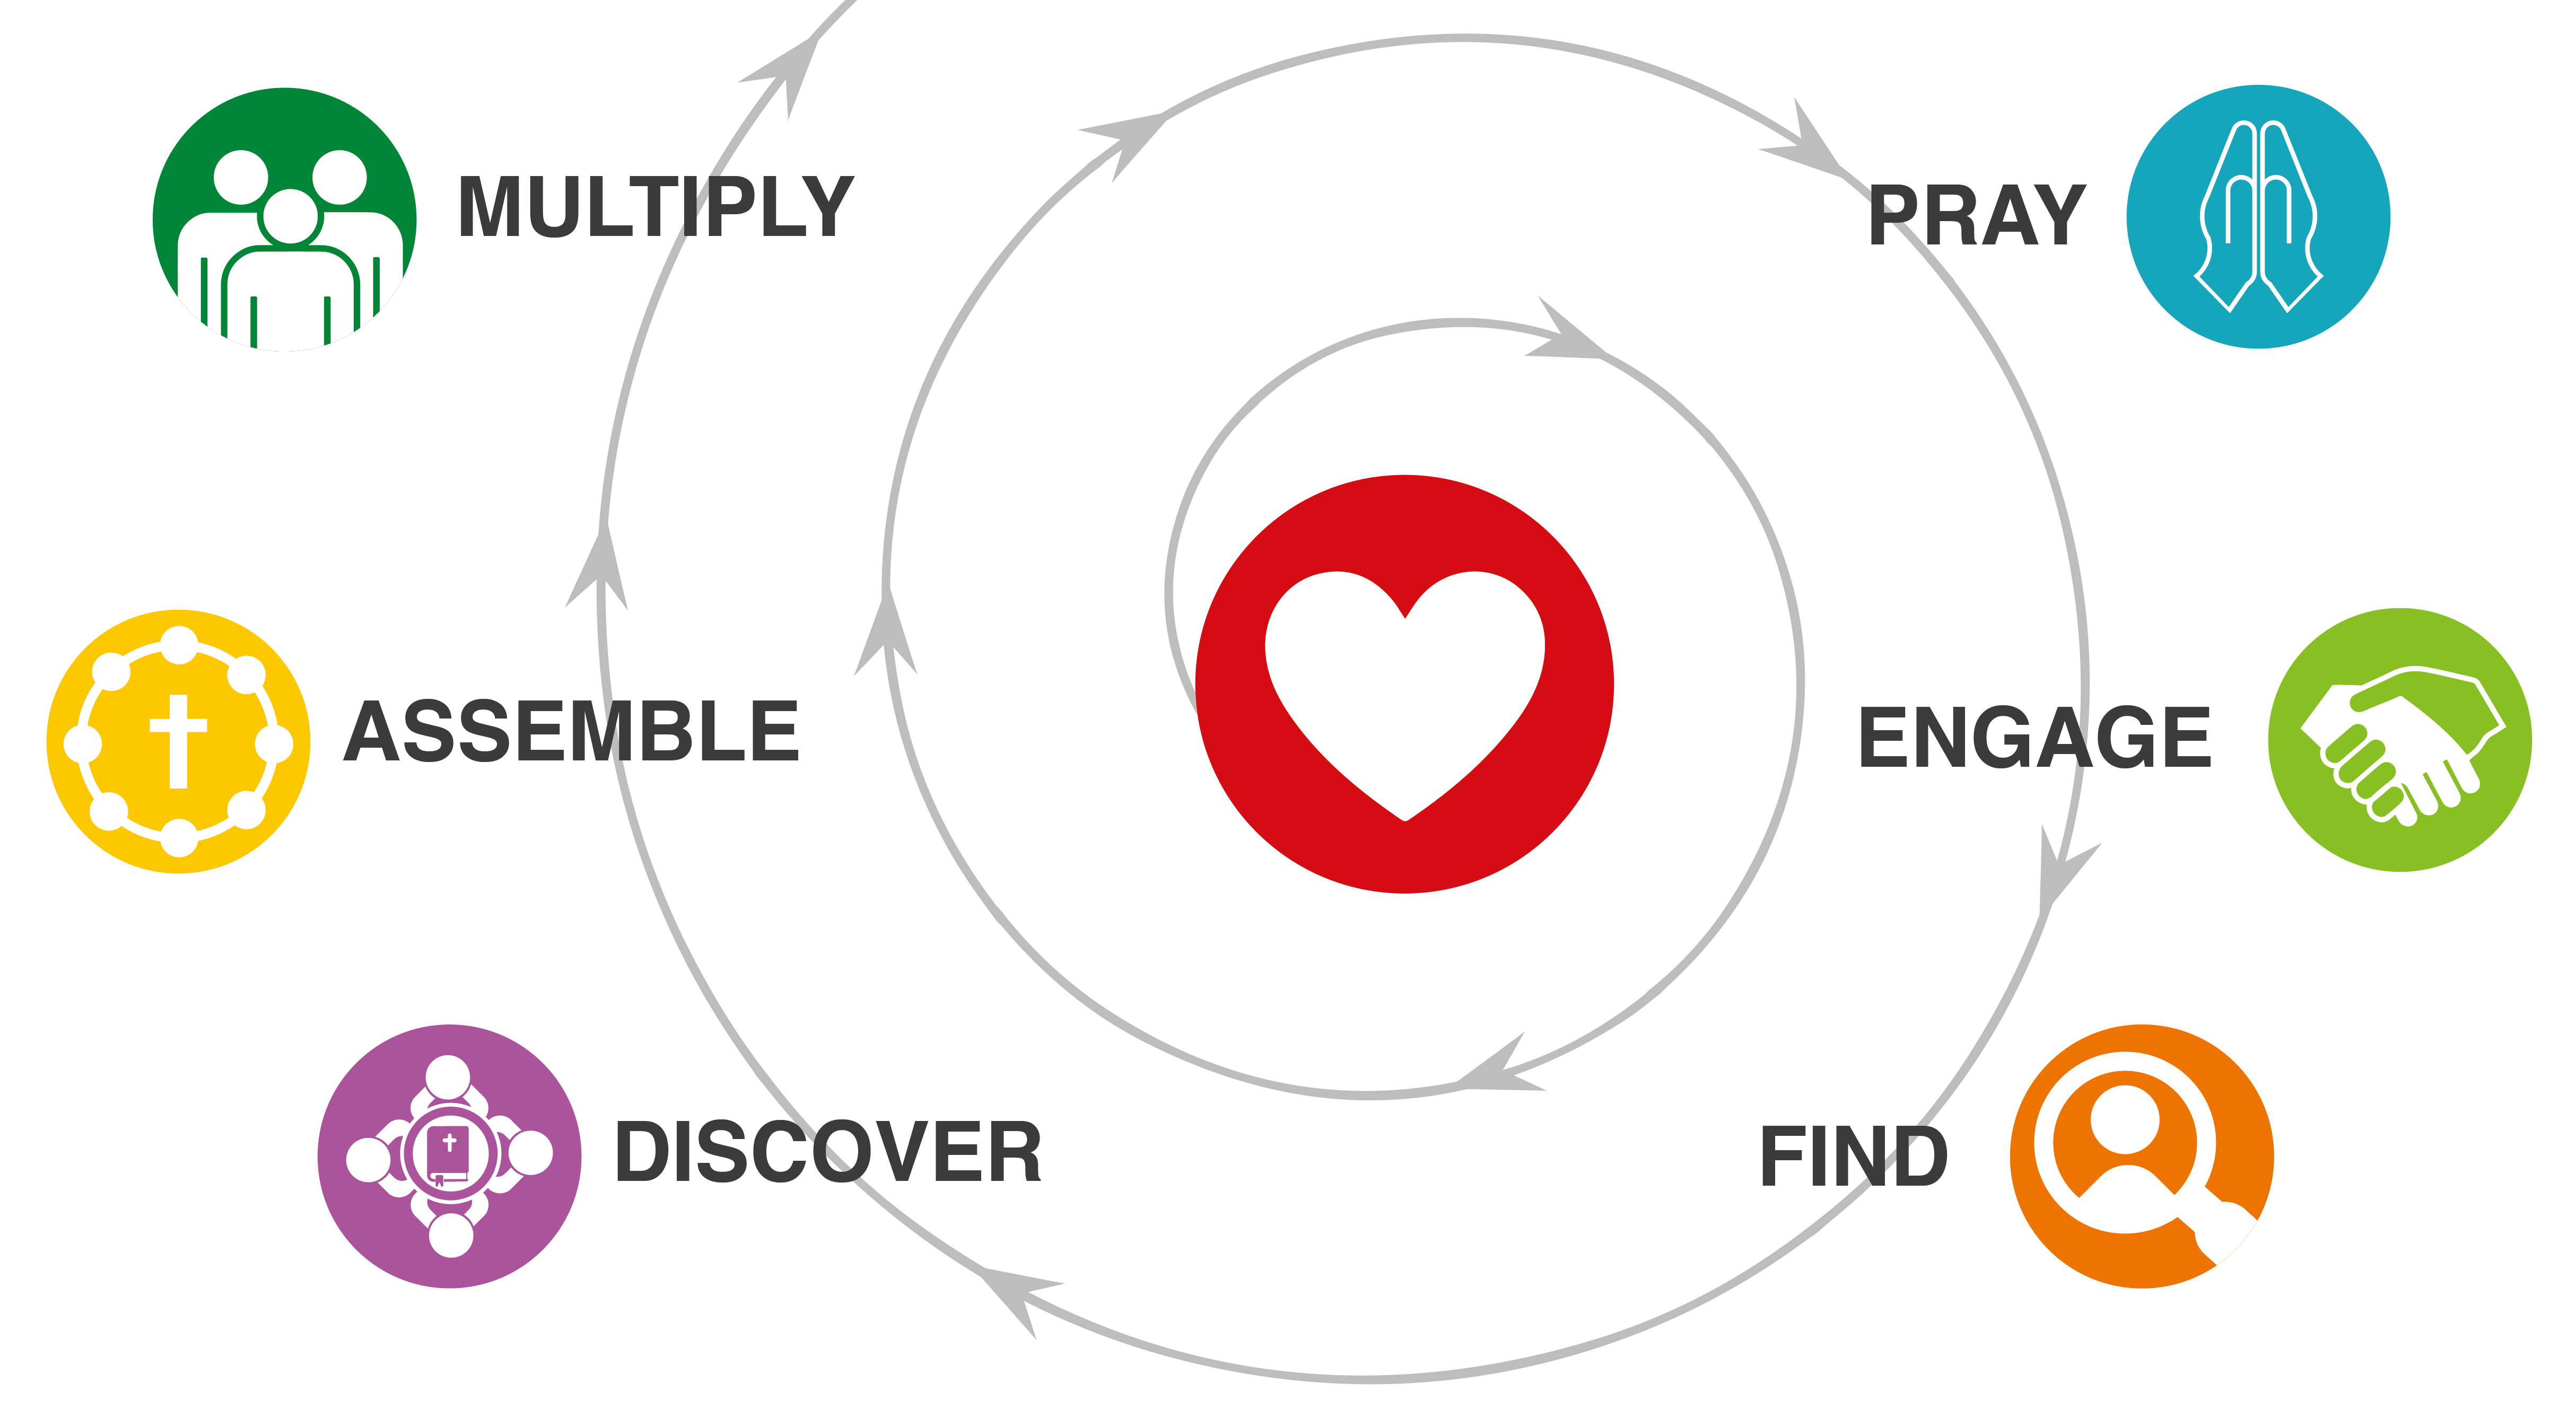 MULTIPLY
PRAY
ASSEMBLE
ENGAGE
DISCOVER
FIND